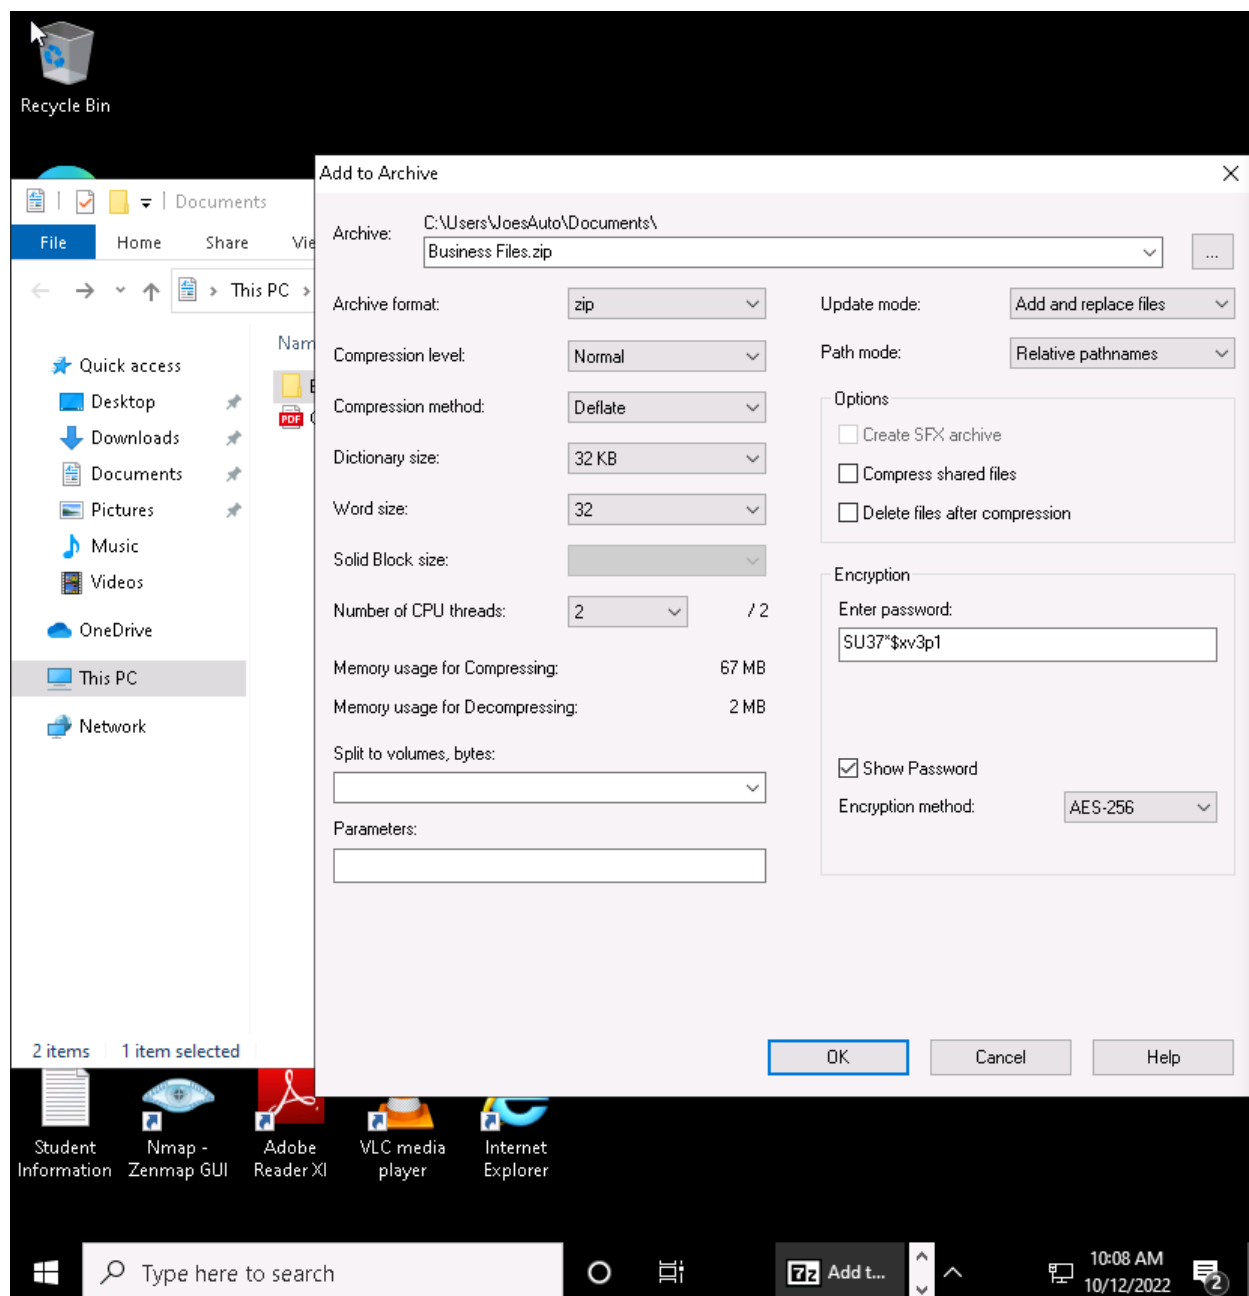 Recycle Bin
Add to Archive
Documents
File Home Share Vie
Archive: C:\Users\JoesAuto\Documents\
Business Files.zip
...
This PC
Archive format: zip
Update mode: Add and replace files
Nam
Compression level: Normal
Path mode: Relative pathnames
Quick access
Desktop
Downloads
Documents
Pictures
Music
Videos
OneDrive
This PC
Network
PDF
Compression method: Deflate
Dictionary size: 32 KB
Word size: 32
Solid Block size:
Number of CPU threads: 2 / 2
Memory usage for Compressing: 67 MB
Memory usage for Decompressing: 2 MB
Split to volumes, bytes:
Parameters:
Options
Create SFX archive
Compress shared files
Delete files after compression
Encryption
Enter password:
SU37*$xv3p1
Show Password
Encryption method: AES-256
2 items 1 item selected
OK Cancel Help
Student Information
Nmap - Zenmap GUI
Adobe Reader XI
VLC media player
Internet Explorer
Type here to search
7z Add t...
10:08 AM
10/12/2022
2